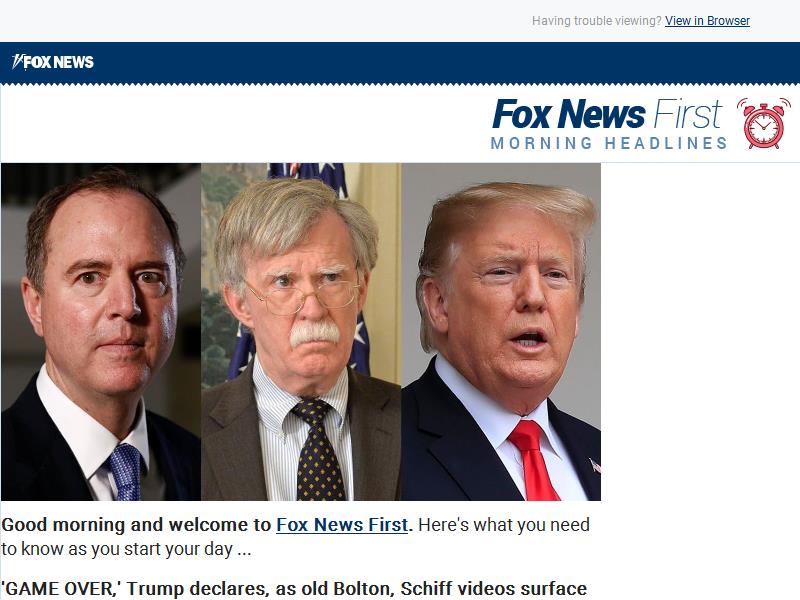 Having trouble viewing? View in Browser
FOX NEWS
Fox News First
MORNING HEADLINES
Good morning and welcome to Fox News First. Here's what you need
to know as you start your day ...
'GAME OVER,' Trump declares, as old Bolton, Schiff videos surface